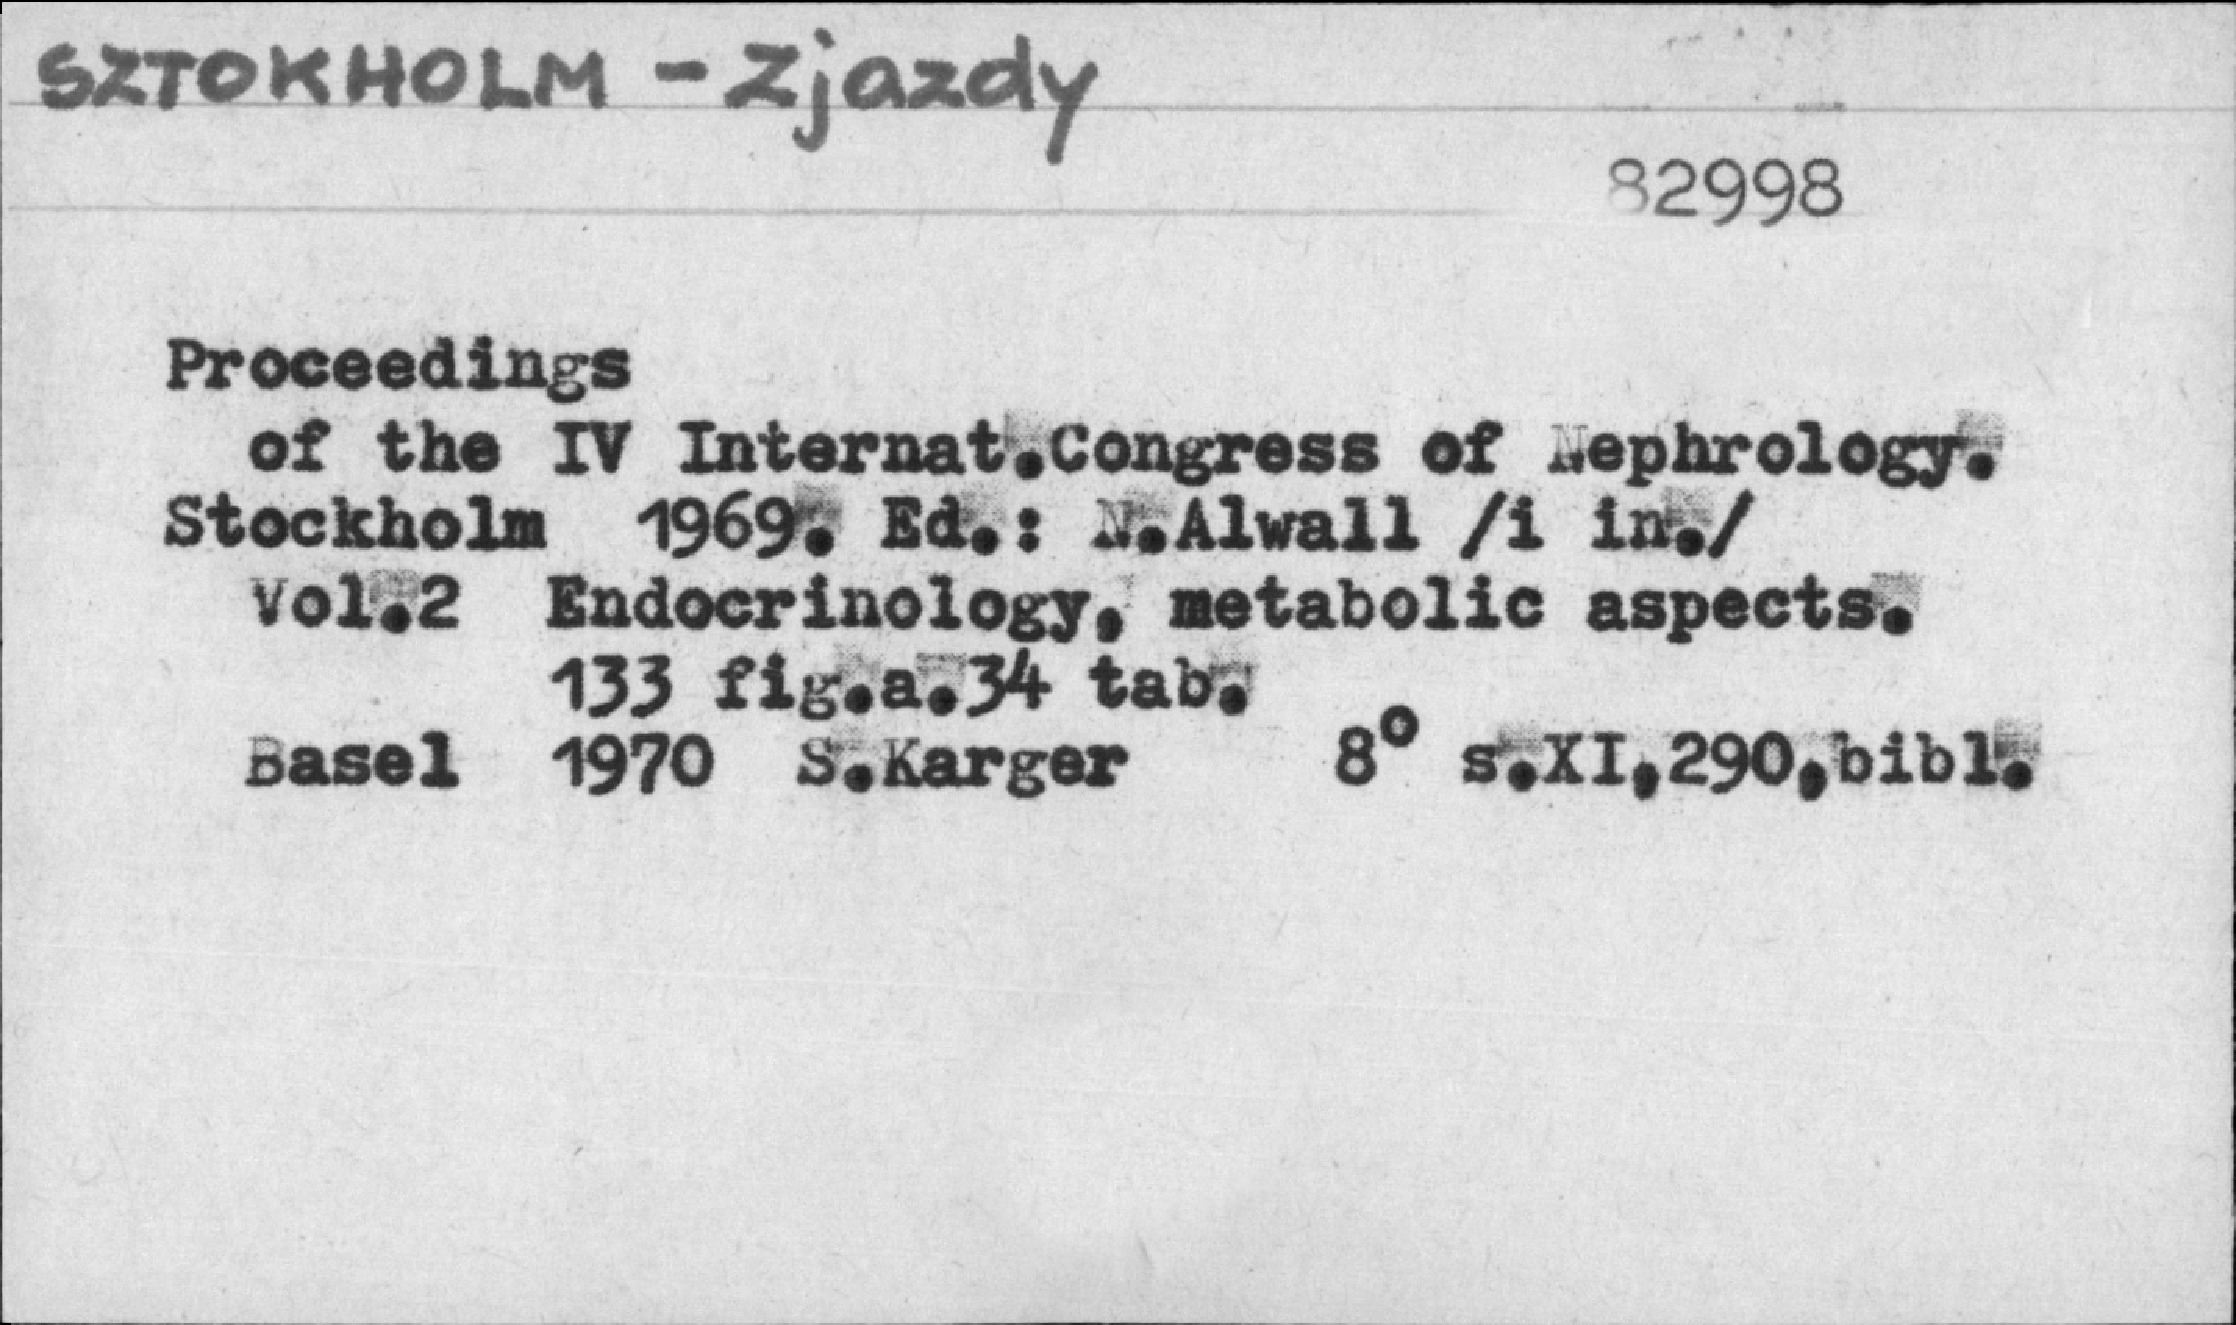 SZTOKHOLM - Zjazdy
82998
Proceedings
of the IV Internat.Congress of Nephrology.
Stockholm 1969. Ed.: N.Alwall /i in./
Vol.2 Endocrinology, metabolic aspects.
133 fig.a.34 tab.
Basel 1970 S.Karger 8° s.XI,290,bibl.